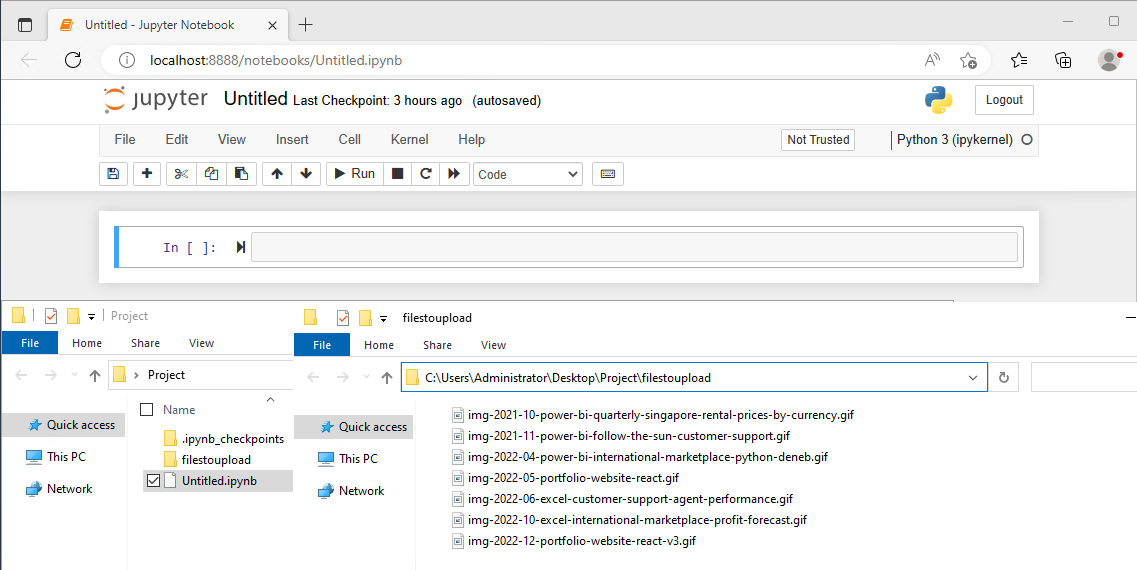 Untitled - Jupyter Notebook
localhost:8888/notebooks/Untitled.ipynb
jupyter Untitled Last Checkpoint: 3 hours ago (autosaved) Logout
File Edit View Insert Cell Kernel Help Not Trusted Python 3 (ipykernel)
Run Code
In [ ]:
Project
File Home Share View
Project
Name
Quick access
This PC
Network
.ipynb_checkpoints
filestoupload
Untitled.ipynb
filestoupload
File Home Share View
C:\Users\Administrator\Desktop\Project\filestoupload
Quick access
This PC
Network
img-2021-10-power-bi-quarterly-singapore-rental-prices-by-currency.gif
img-2021-11-power-bi-follow-the-sun-customer-support.gif
img-2022-04-power-bi-international-marketplace-python-deneb.gif
img-2022-05-portfolio-website-react.gif
img-2022-06-excel-customer-support-agent-performance.gif
img-2022-10-excel-international-marketplace-profit-forecast.gif
img-2022-12-portfolio-website-react-v3.gif